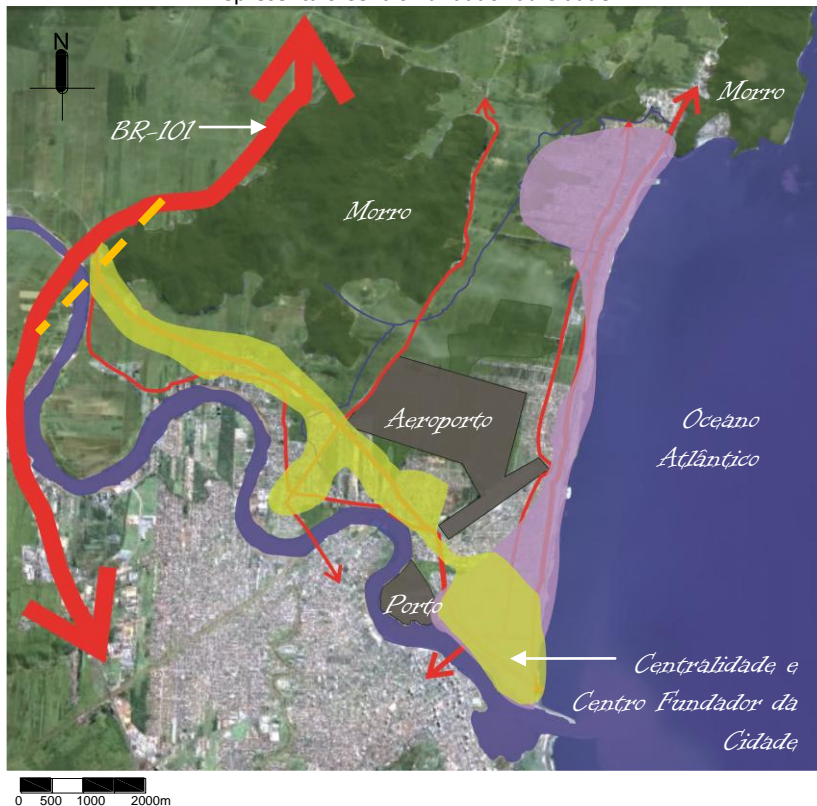 N
BR-101
Morro
Morro
Aeroporto
Oceano
Atlântico
Porto
Centralidade e
Centro Fundador da
Cidade
0 500 1000 2000m